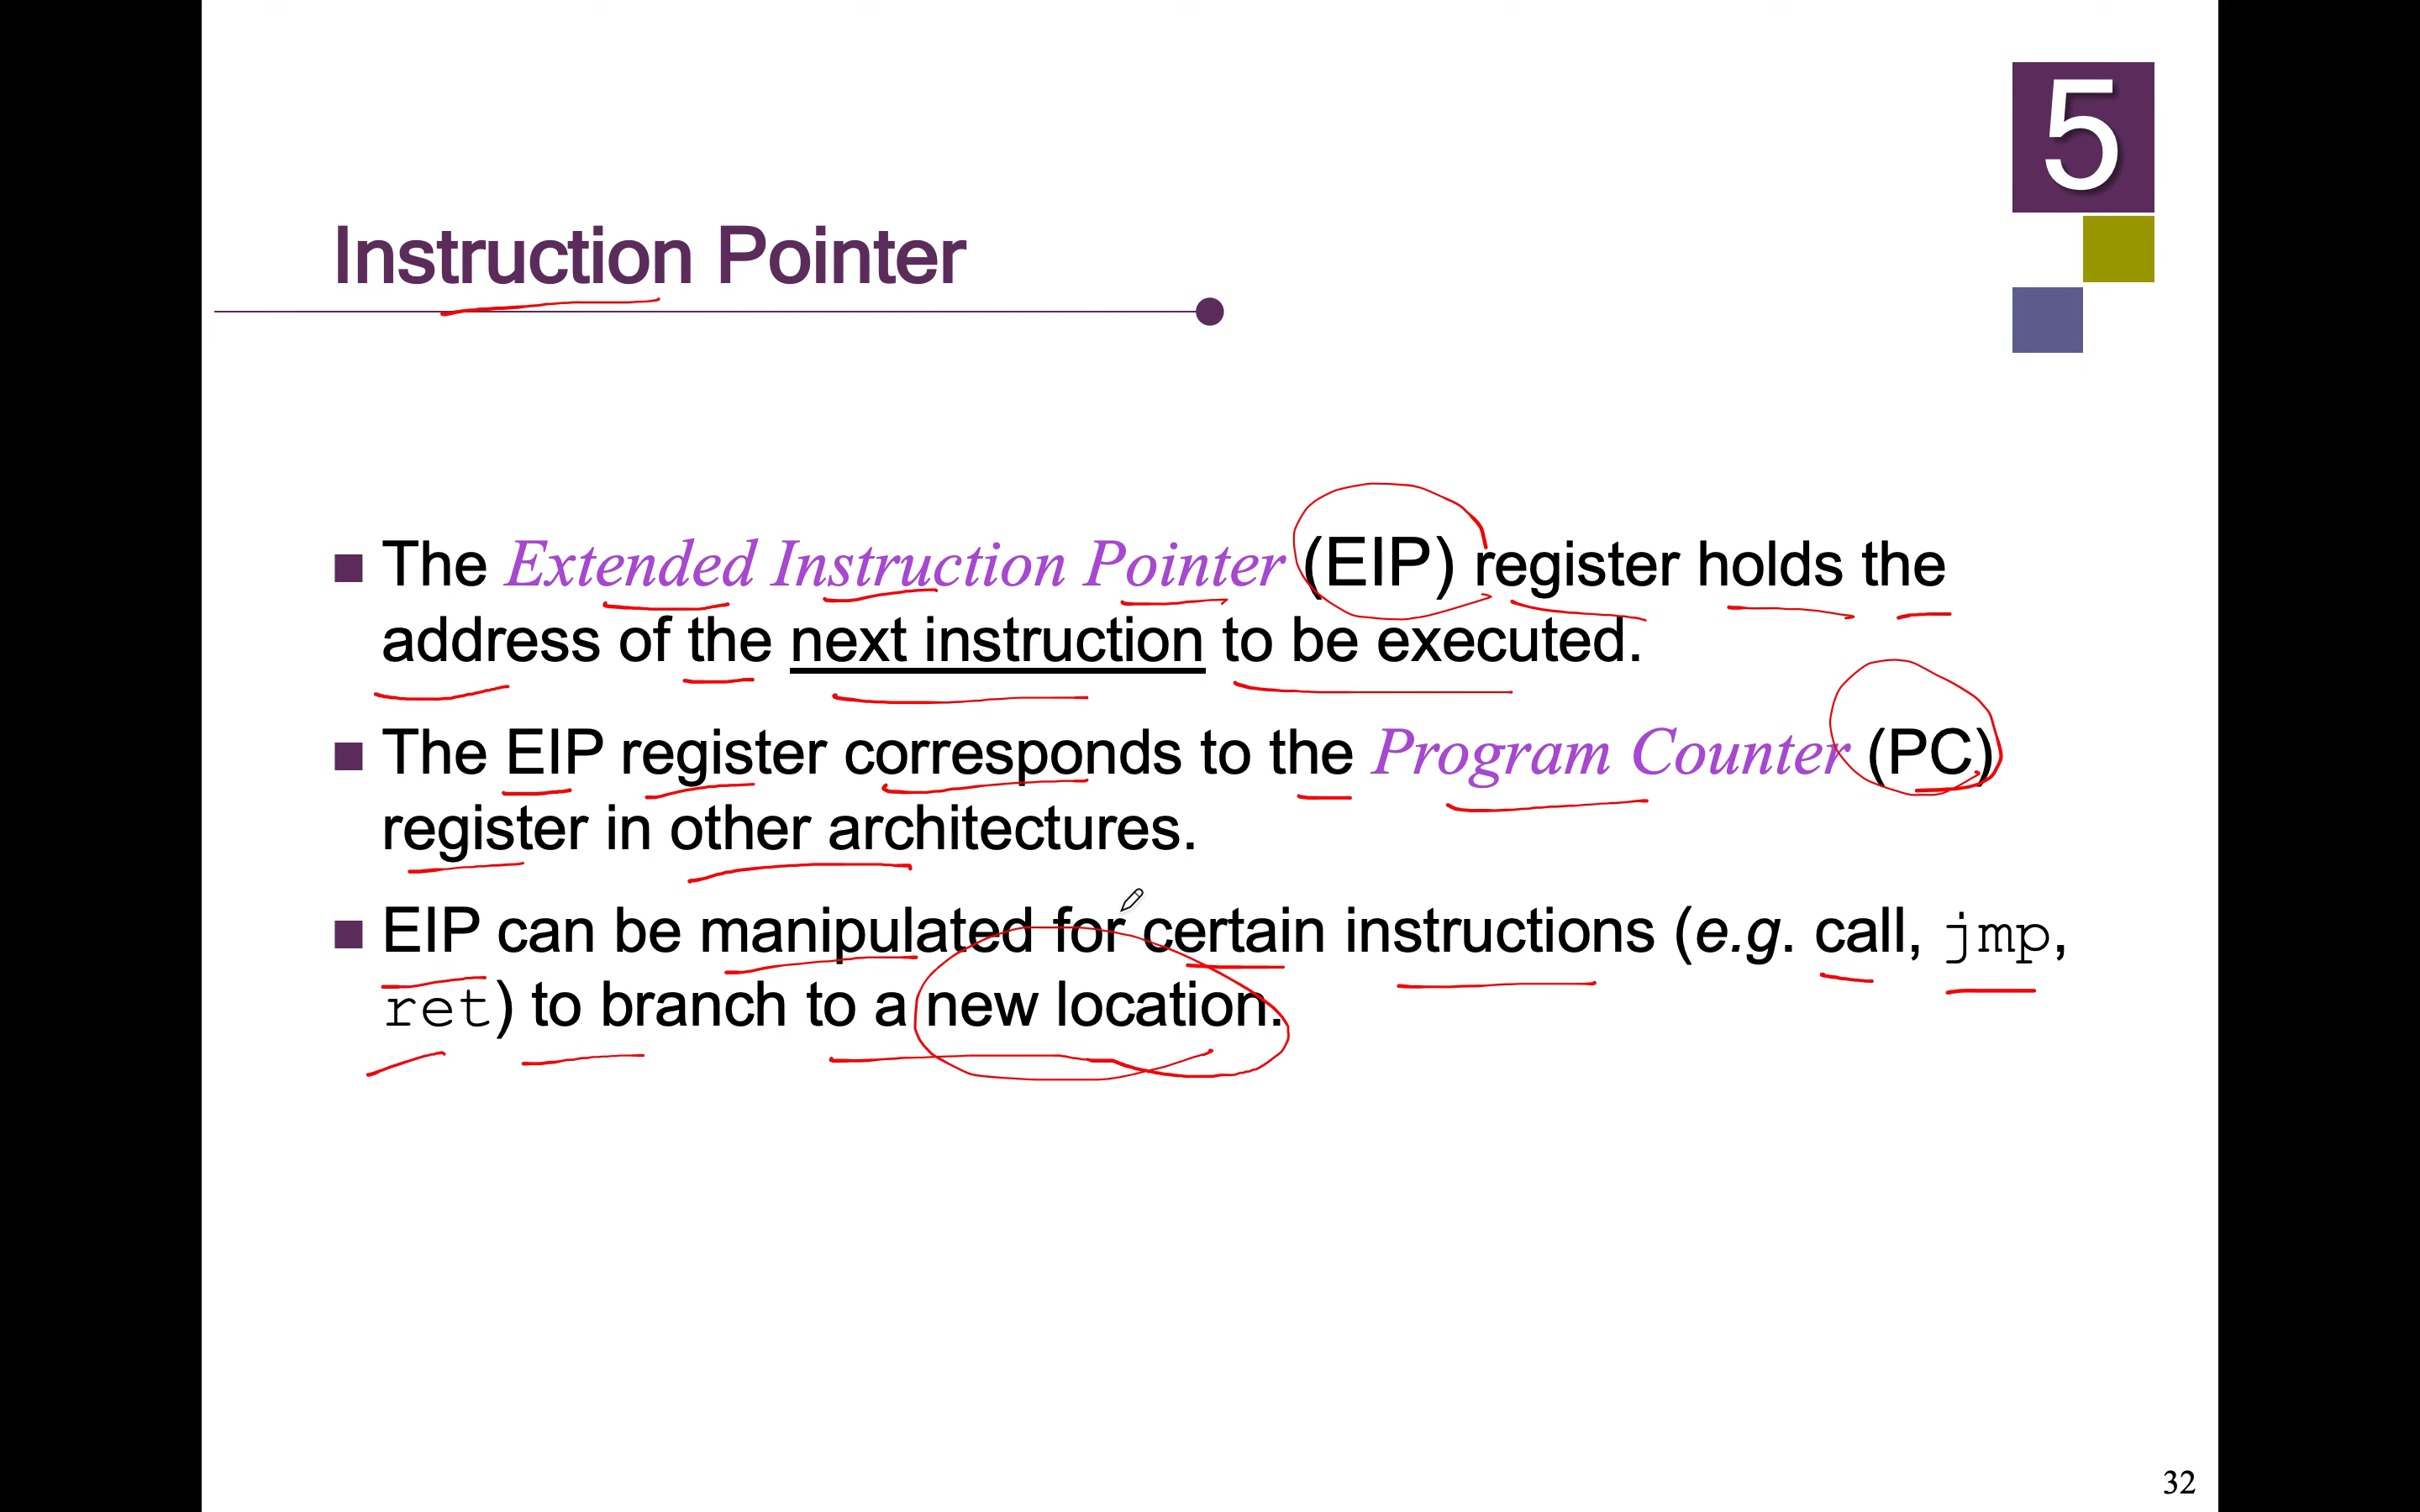 5
Instruction Pointer
The Extended Instruction Pointer (EIP) register holds the
address of the next instruction to be executed.
The EIP register corresponds to the Program Counter (PC)
register in other architectures.
EIP can be manipulated for certain instructions (e.g. call, jmp,
ret) to branch to a new location.
32